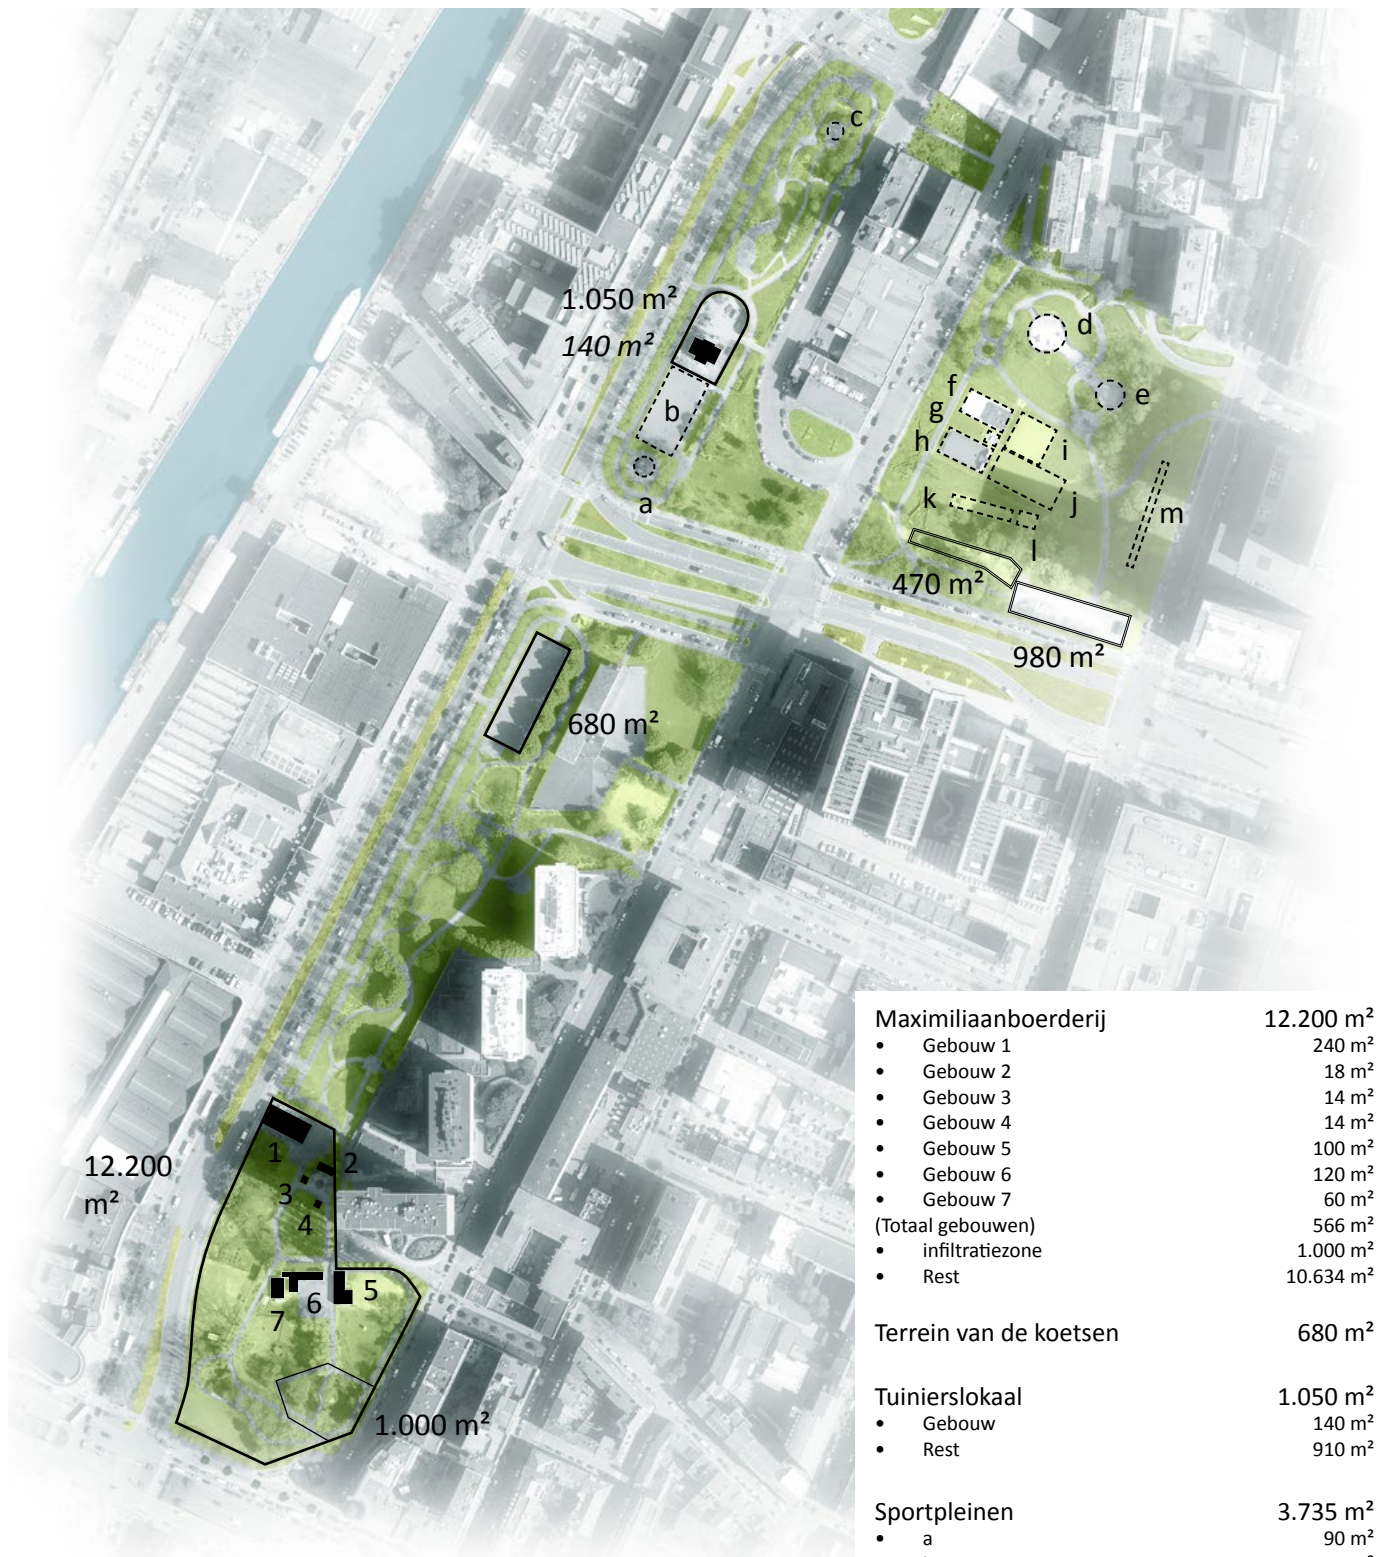 c
1.050 m²
140 m²
d
b
e
f
g
h
i
a
k
j
m
l
470 m²
980 m²
680 m²
12.200
m²
1
2
3
4
5
6
7
1.000 m²
Maximiliaanboerderij 12.200 m²
• Gebouw 1 240 m²
• Gebouw 2 18 m²
• Gebouw 3 14 m²
• Gebouw 4 14 m²
• Gebouw 5 100 m²
• Gebouw 6 120 m²
• Gebouw 7 60 m²
(Totaal gebouwen) 566 m²
• infiltratiezone 1.000 m²
• Rest 10.634 m²
Terrein van de koetsen 680 m²
Tuinierslokaal 1.050 m²
• Gebouw 140 m²
• Rest 910 m²
Sportpleinen 3.735 m²
• a 90 m²